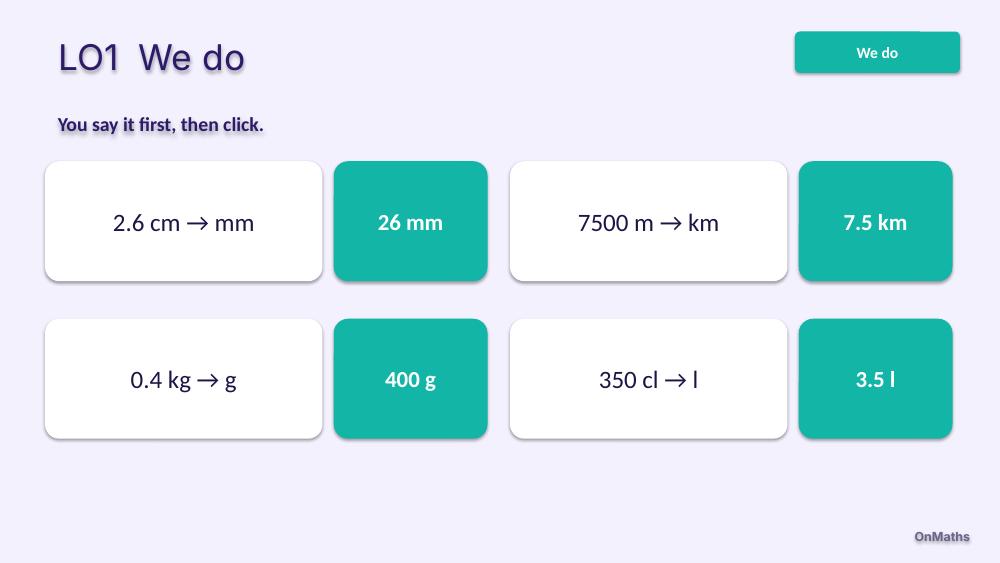 LO1 We do
We do
You say it first, then click.
2.6 cm → mm
26 mm
7500 m → km
7.5 km
0.4 kg → g
400 g
350 cl → l
3.5 l
OnMaths